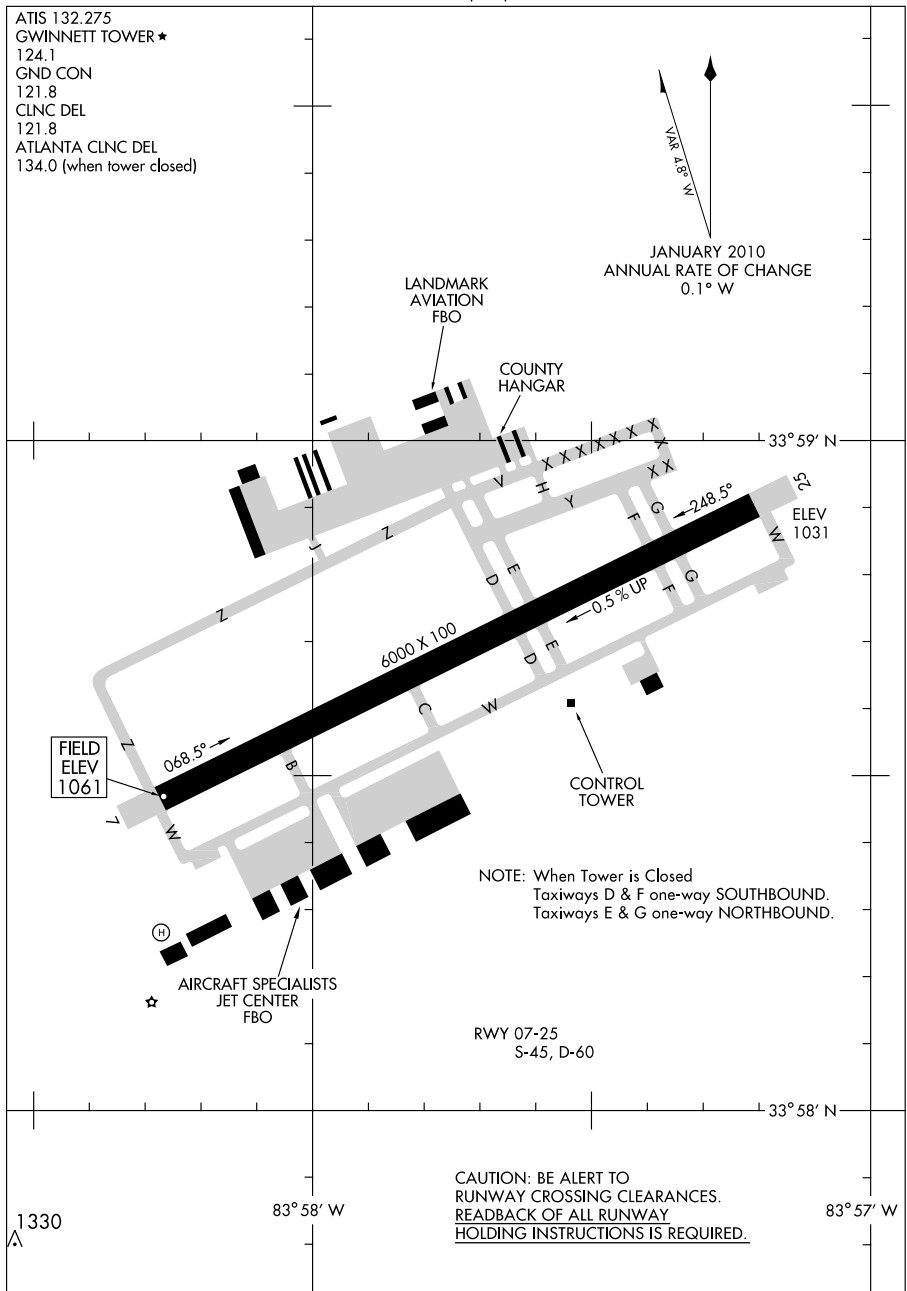 ATIS 132.275
GWINNETT TOWER★
124.1
GND CON
121.8
CLNC DEL
121.8
ATLANTA CLNC DEL
134.0 (when tower closed)
VAR 4.8° W
JANUARY 2010
ANNUAL RATE OF CHANGE
0.1° W
LANDMARK
AVIATION
FBO
COUNTY
HANGAR
33°59' N
X X X X X X X
X
X X
V
H
Y
F
G
248.5°
25
ELEV
1031
W
J
Z
Z
D
E
G
F
0.5% UP
6000 X 100
E
D
C
W
Z
068.5°
B
FIELD
ELEV
1061
7
W
CONTROL
TOWER
NOTE: When Tower is Closed
Taxiways D & F one-way SOUTHBOUND.
Taxiways E & G one-way NORTHBOUND.
H
AIRCRAFT SPECIALISTS
JET CENTER
FBO
RWY 07-25
S-45, D-60
33°58' N
CAUTION: BE ALERT TO
RUNWAY CROSSING CLEARANCES.
READBACK OF ALL RUNWAY
HOLDING INSTRUCTIONS IS REQUIRED.
1330
83°58' W
83°57' W